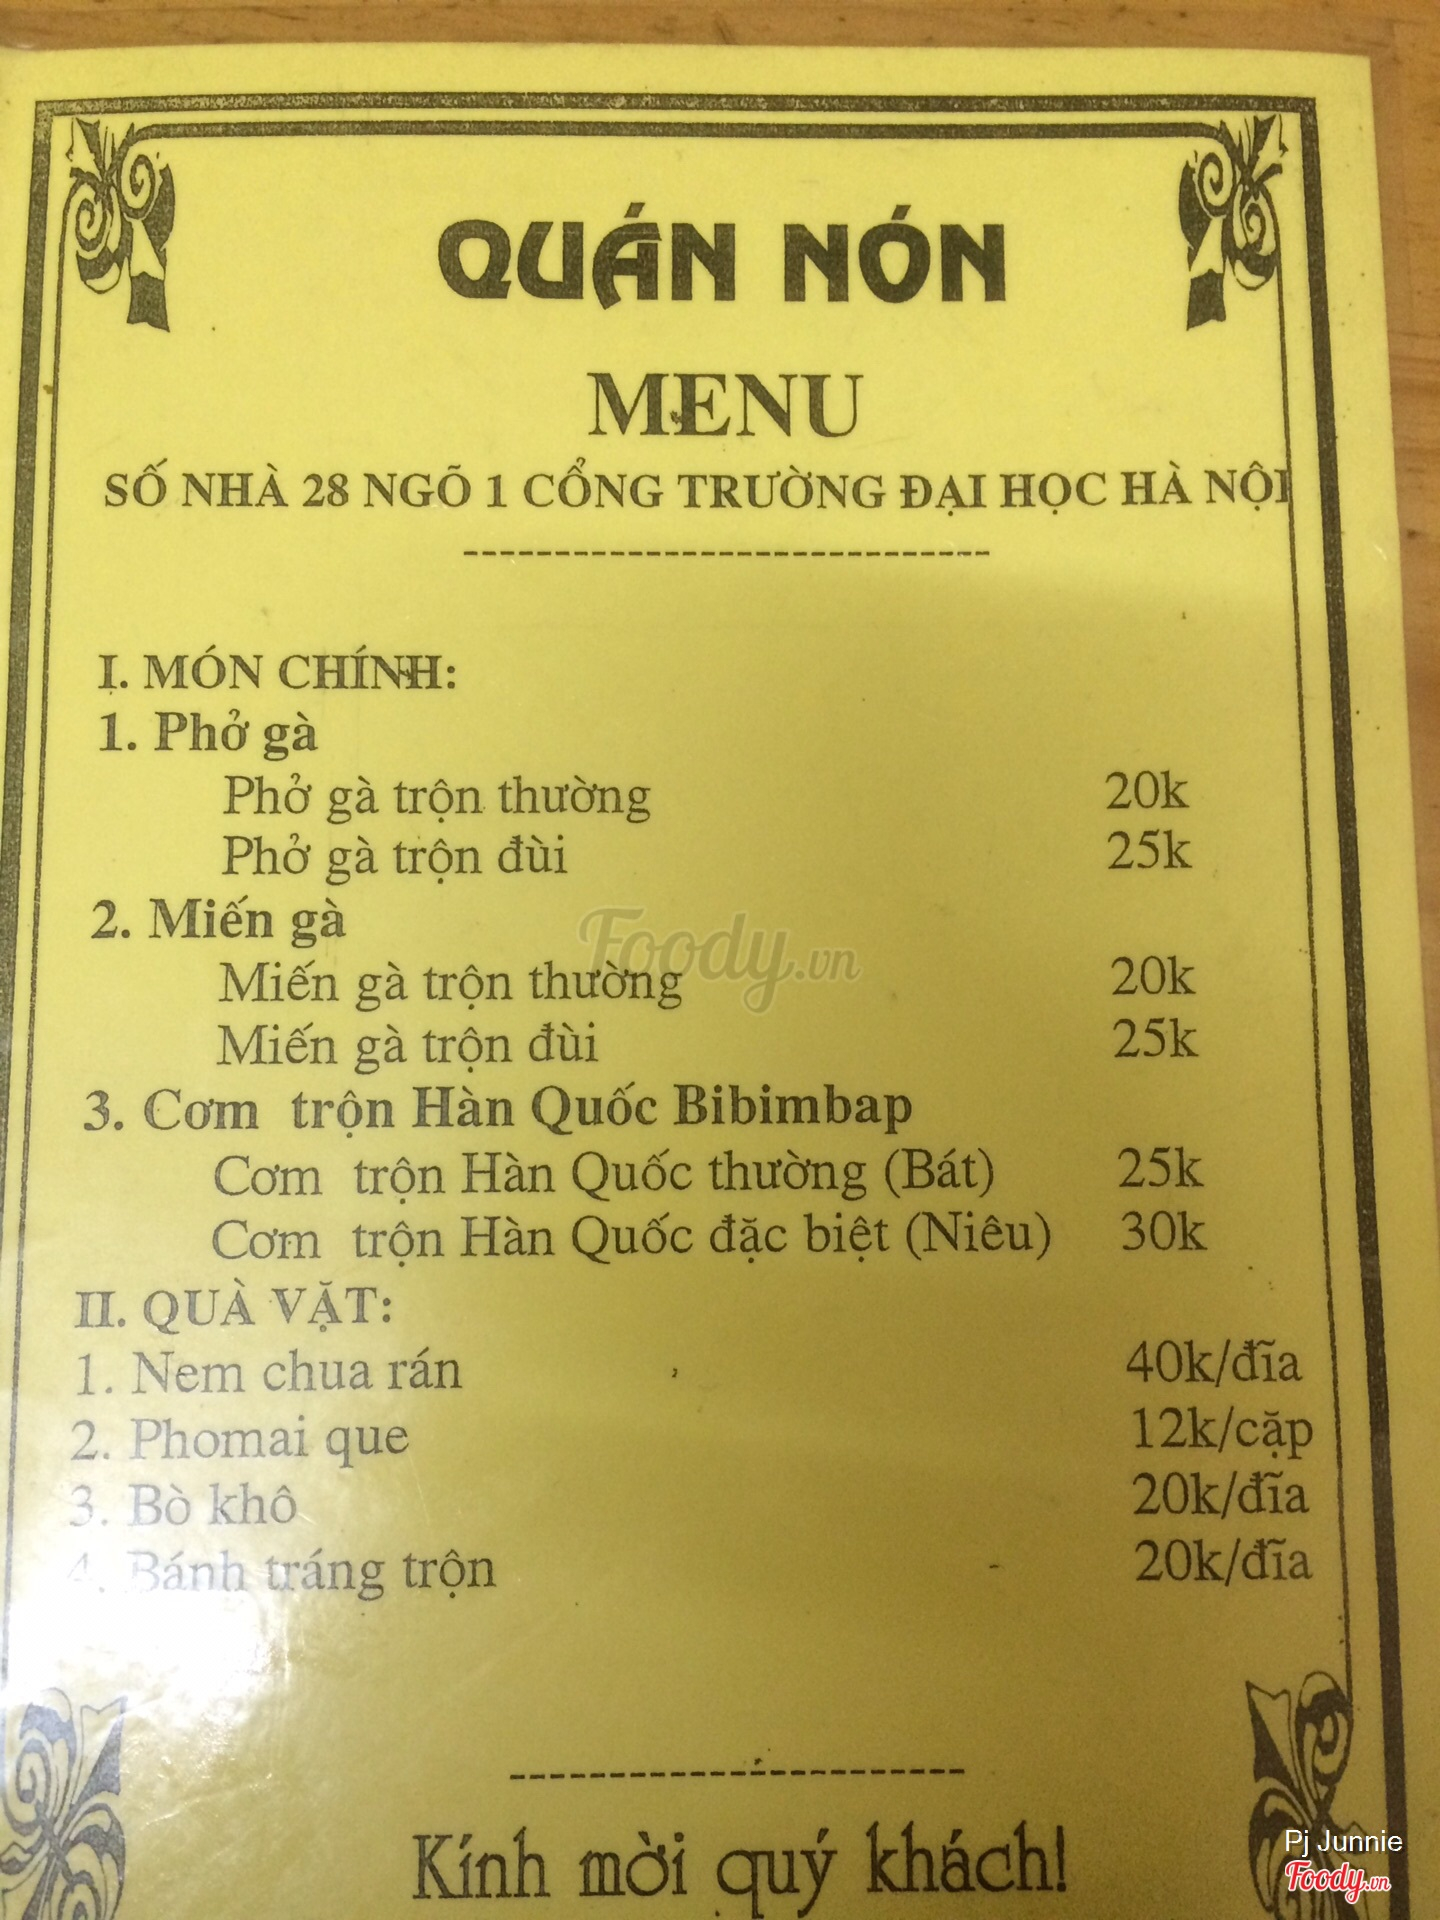 QUÁN NÓN
MENU
SỐ NHÀ 28 NGÕ 1 CỔNG TRƯỜNG ĐẠI HỌC HÀ NỘI
I. MÓN CHÍNH:
1. Phở gà
Phở gà trộn thường 20k
Phở gà trộn đùi 25k
2. Miến gà
Miến gà trộn thường 20k
Miến gà trộn đùi 25k
3. Cơm trộn Hàn Quốc Bibimbap
Cơm trộn Hàn Quốc thường (Bát) 25k
Cơm trộn Hàn Quốc đặc biệt (Niêu) 30k
II. QUÀ VẶT:
1. Nem chua rán 40k/đĩa
2. Phomai que 12k/cặp
3. Bò khô 20k/đĩa
4. Bánh tráng trộn 20k/đĩa
Kính mời quý khách!
Foody.vn
Pj Junnie
Foody.vn